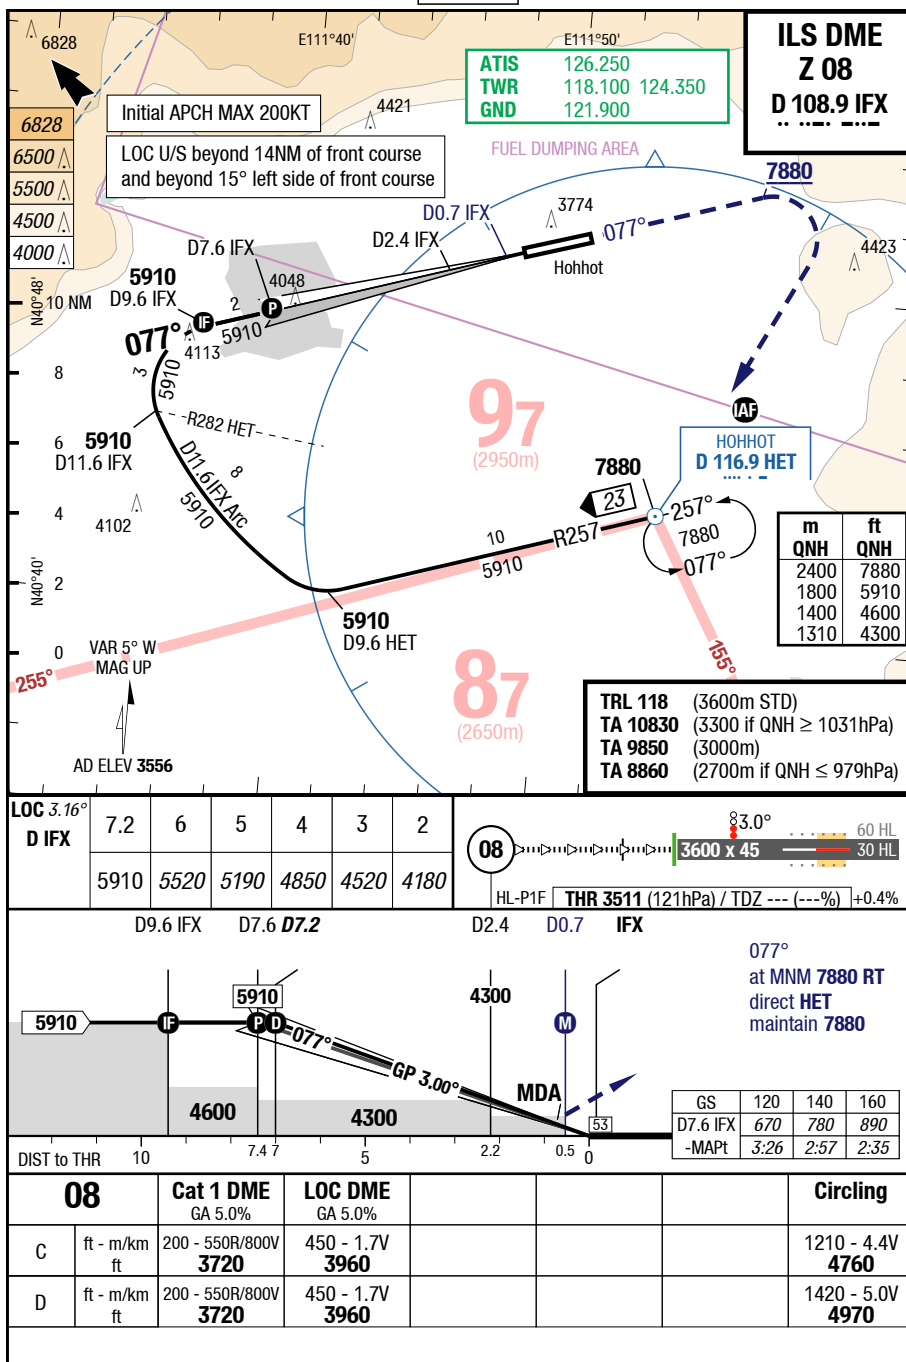 ILS DME
Z 08
D 108.9 IFX
6828
E111°40'
E111°50'
ATIS 126.250
TWR 118.100 124.350
GND 121.900
Initial APCH MAX 200KT
LOC U/S beyond 14NM of front course
and beyond 15° left side of front course
6828
6500
5500
4500
4000
4421
FUEL DUMPING AREA
7880
D0.7 IFX
3774
077°
D7.6 IFX
D2.4 IFX
Hohhot
4423
N40°48'
10 NM
5910
D9.6 IFX
4048
2
P
IF
5910
077°
4113
8
3
5910
R282 HET
97
(2950m)
IAF
HOHHOT
D 116.9 HET
5910
D11.6 IFX
6
D11.6 IFX Arc
8
5910
7880
23
257°
7880
077°
4102
4
10
R257
5910
m ft
QNH QNH
2400 7880
1800 5910
1400 4600
1310 4300
N40°40'
2
5910
D9.6 HET
0
VAR 5° W
MAG UP
255°
155°
87
(2650m)
AD ELEV 3556
TRL 118 (3600m STD)
TA 10830 (3300 if QNH ≥ 1031hPa)
TA 9850 (3000m)
TA 8860 (2700m if QNH ≤ 979hPa)
LOC 3.16°
D IFX
7.2 6 5 4 3 2
5910 5520 5190 4850 4520 4180
08
3.0°
3600 x 45
60 HL
30 HL
HL-P1F
THR 3511 (121hPa) / TDZ --- (---%)
+0.4%
D9.6 IFX D7.6 D7.2 D2.4 D0.7 IFX
077°
at MNM 7880 RT
direct HET
maintain 7880
5910
IF
5910
P D
077°
GP 3.00°
4300
M
MDA
4600
4300
53
GS 120 140 160
D7.6 IFX 670 780 890
-MAPt 3:26 2:57 2:35
DIST to THR 10 7.4 7 5 2.2 0.5 0
08
Cat 1 DME
GA 5.0%
LOC DME
GA 5.0%
Circling
C ft - m/km 200 - 550R/800V 450 - 1.7V 1210 - 4.4V
ft 3720 3960 4760
D ft - m/km 200 - 550R/800V 450 - 1.7V 1420 - 5.0V
ft 3720 3960 4970